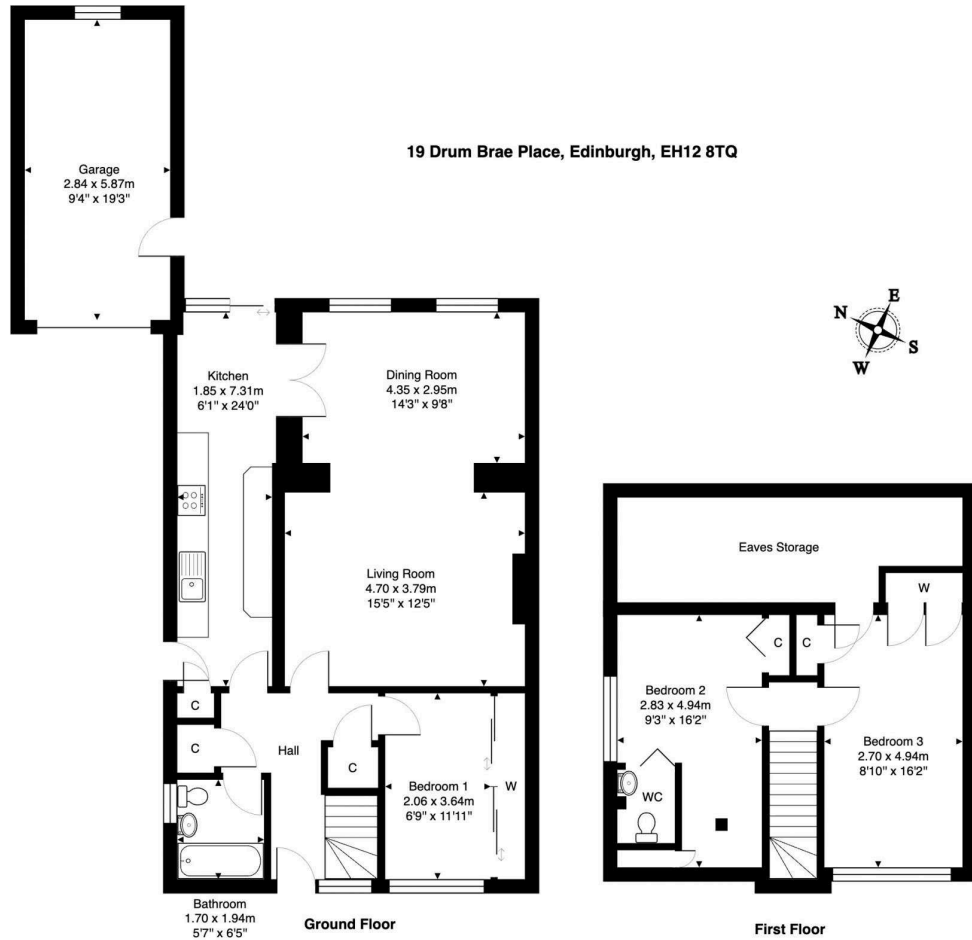 19 Drum Brae Place, Edinburgh, EH12 8TQ
Garage
2.84 x 5.87m
9'4" x 19'3"
N
E
S
W
Kitchen
1.85 x 7.31m
6'1" x 24'0"
Dining Room
4.35 x 2.95m
14'3" x 9'8"
Living Room
4.70 x 3.79m
15'5" x 12'5"
C
C
Hall
C
Bedroom 1
2.06 x 3.64m
6'9" x 11'11"
W
Bathroom
1.70 x 1.94m
5'7" x 6'5"
Ground Floor
Eaves Storage
W
C
C
Bedroom 2
2.83 x 4.94m
9'3" x 16'2"
WC
Bedroom 3
2.70 x 4.94m
8'10" x 16'2"
First Floor